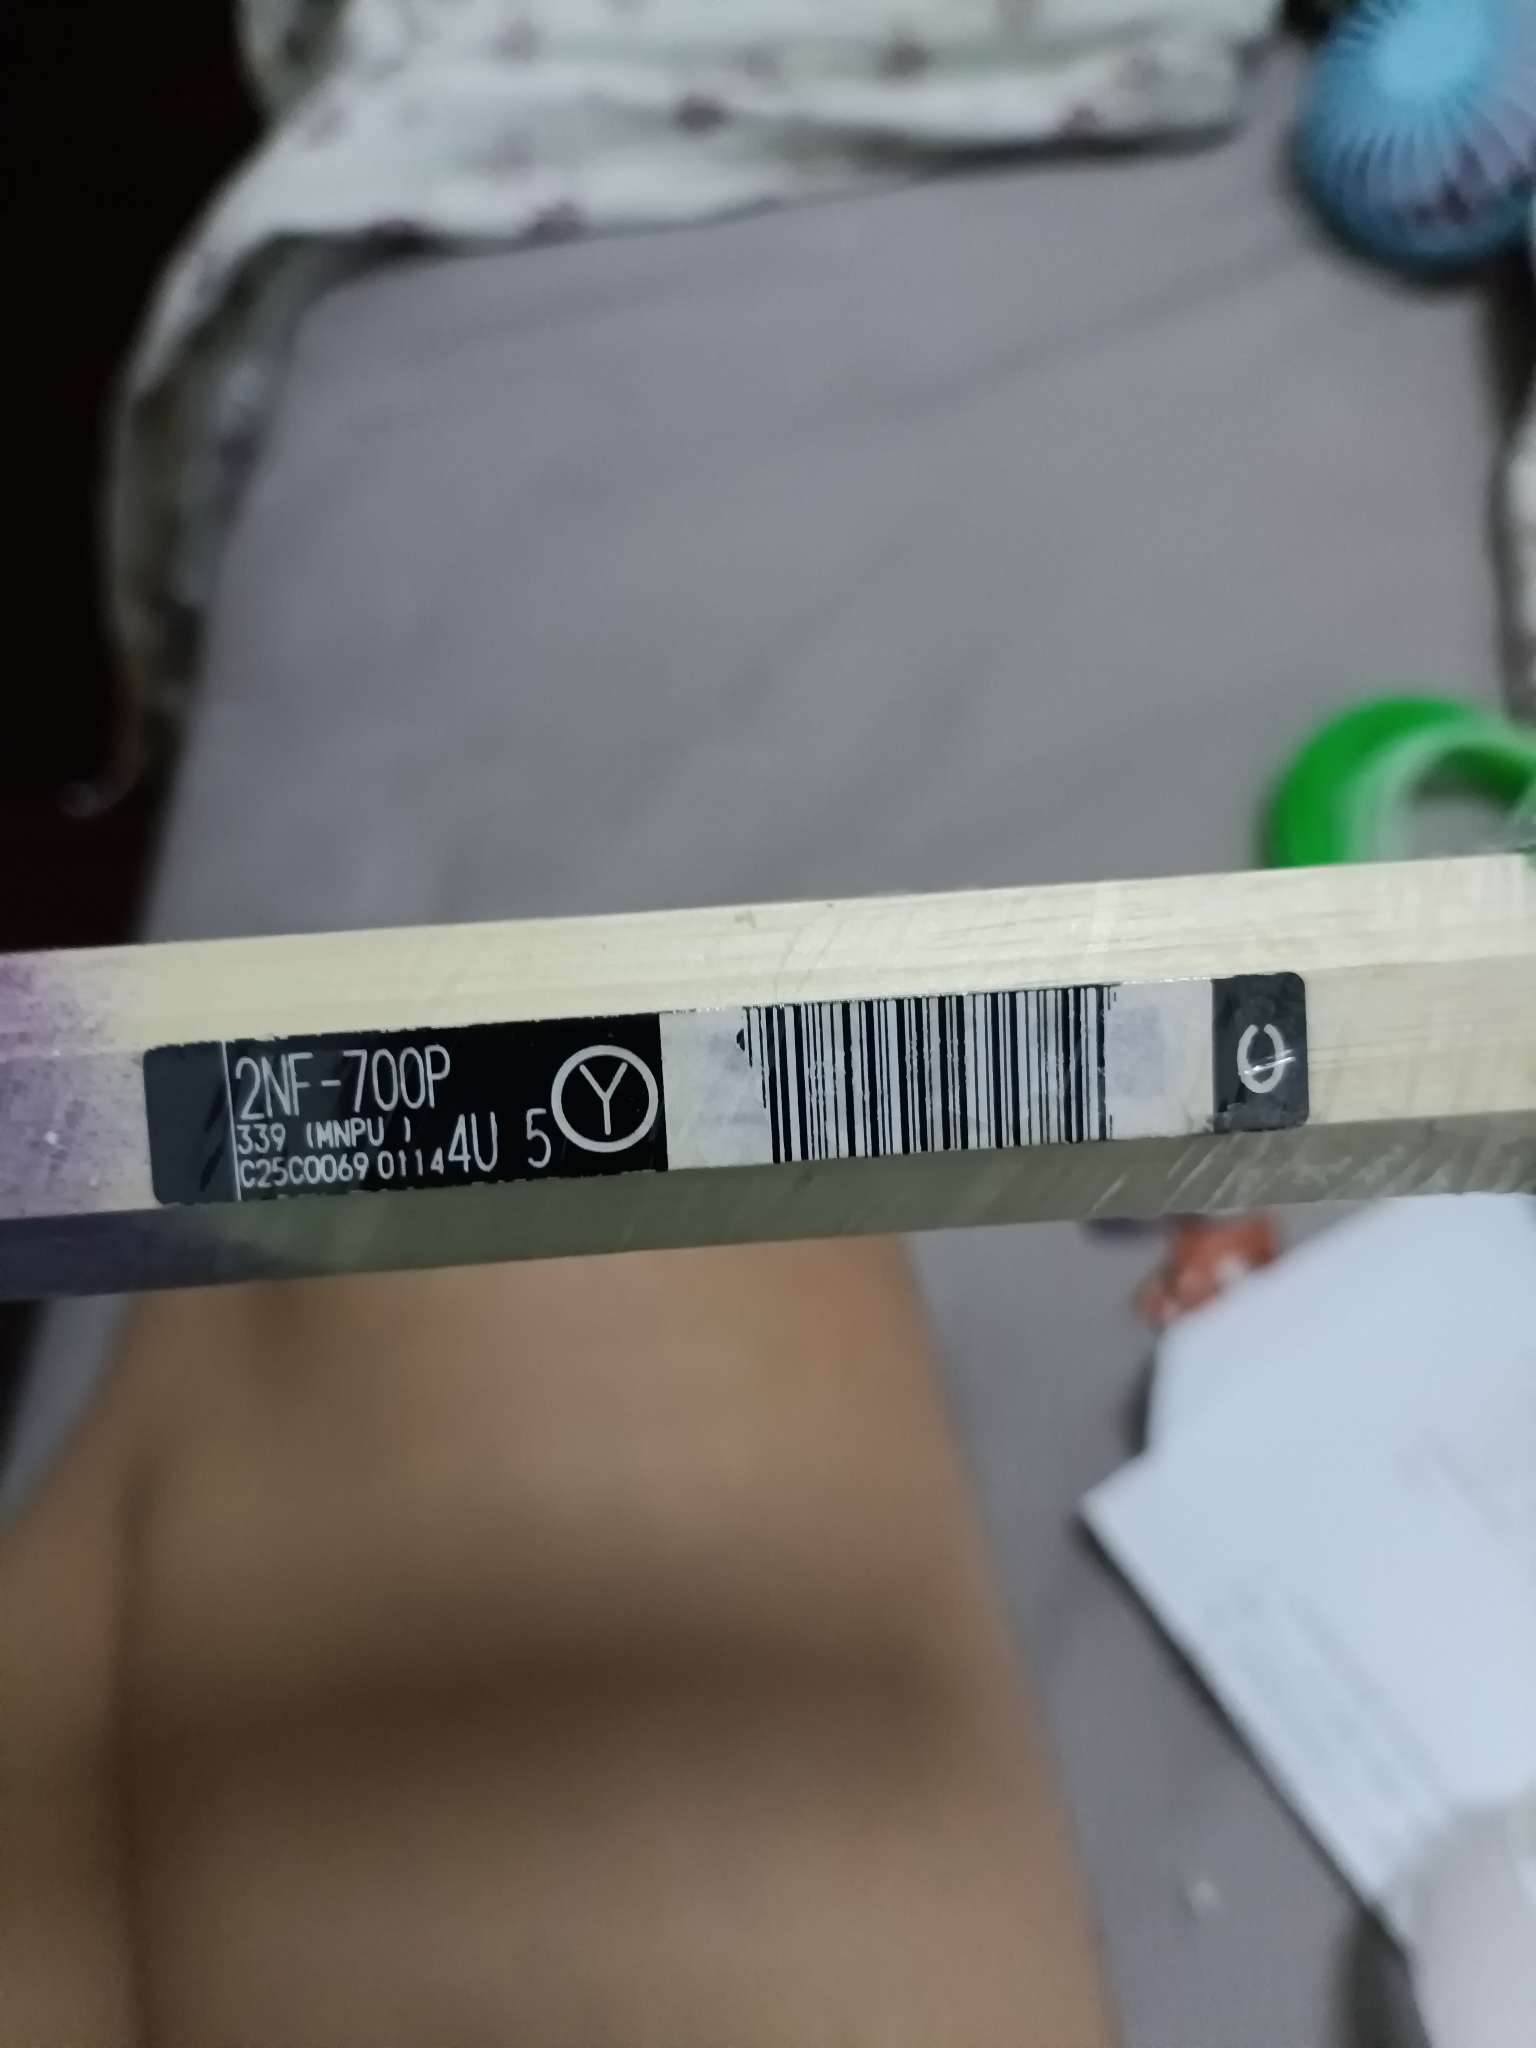 2NF-700P
339 (MNPU )
C25C0069 0114 4U 5 Y
C